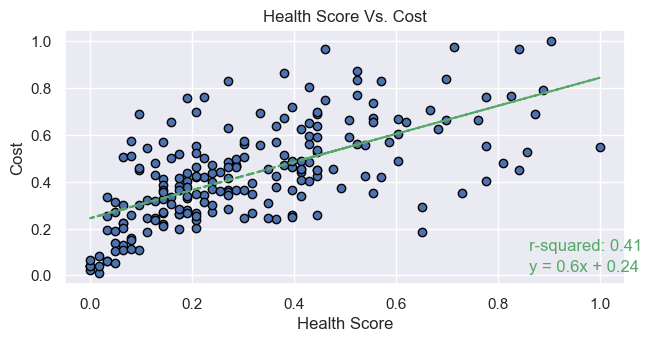 Health Score Vs. Cost
1.0
0.8
0.6
0.4
0.2
0.0
Cost
r-squared: 0.41
y = 0.6x + 0.24
0.0 0.2 0.4 0.6 0.8 1.0
Health Score